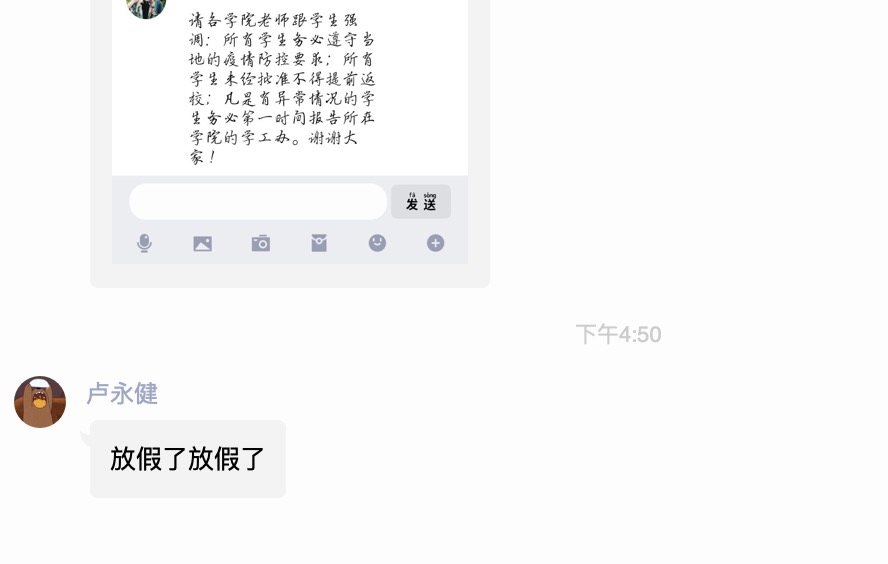 请各学院老师跟学生强
调：所有学生务必遵守当
地的疫情防控要求；所有
学生未经批准不得提前返
校；凡是有异常情况的学
生务必第一时间报告所在
学院的学工办。谢谢大
家！
fā sòng
发 送
下午4:50
卢永健
放假了放假了